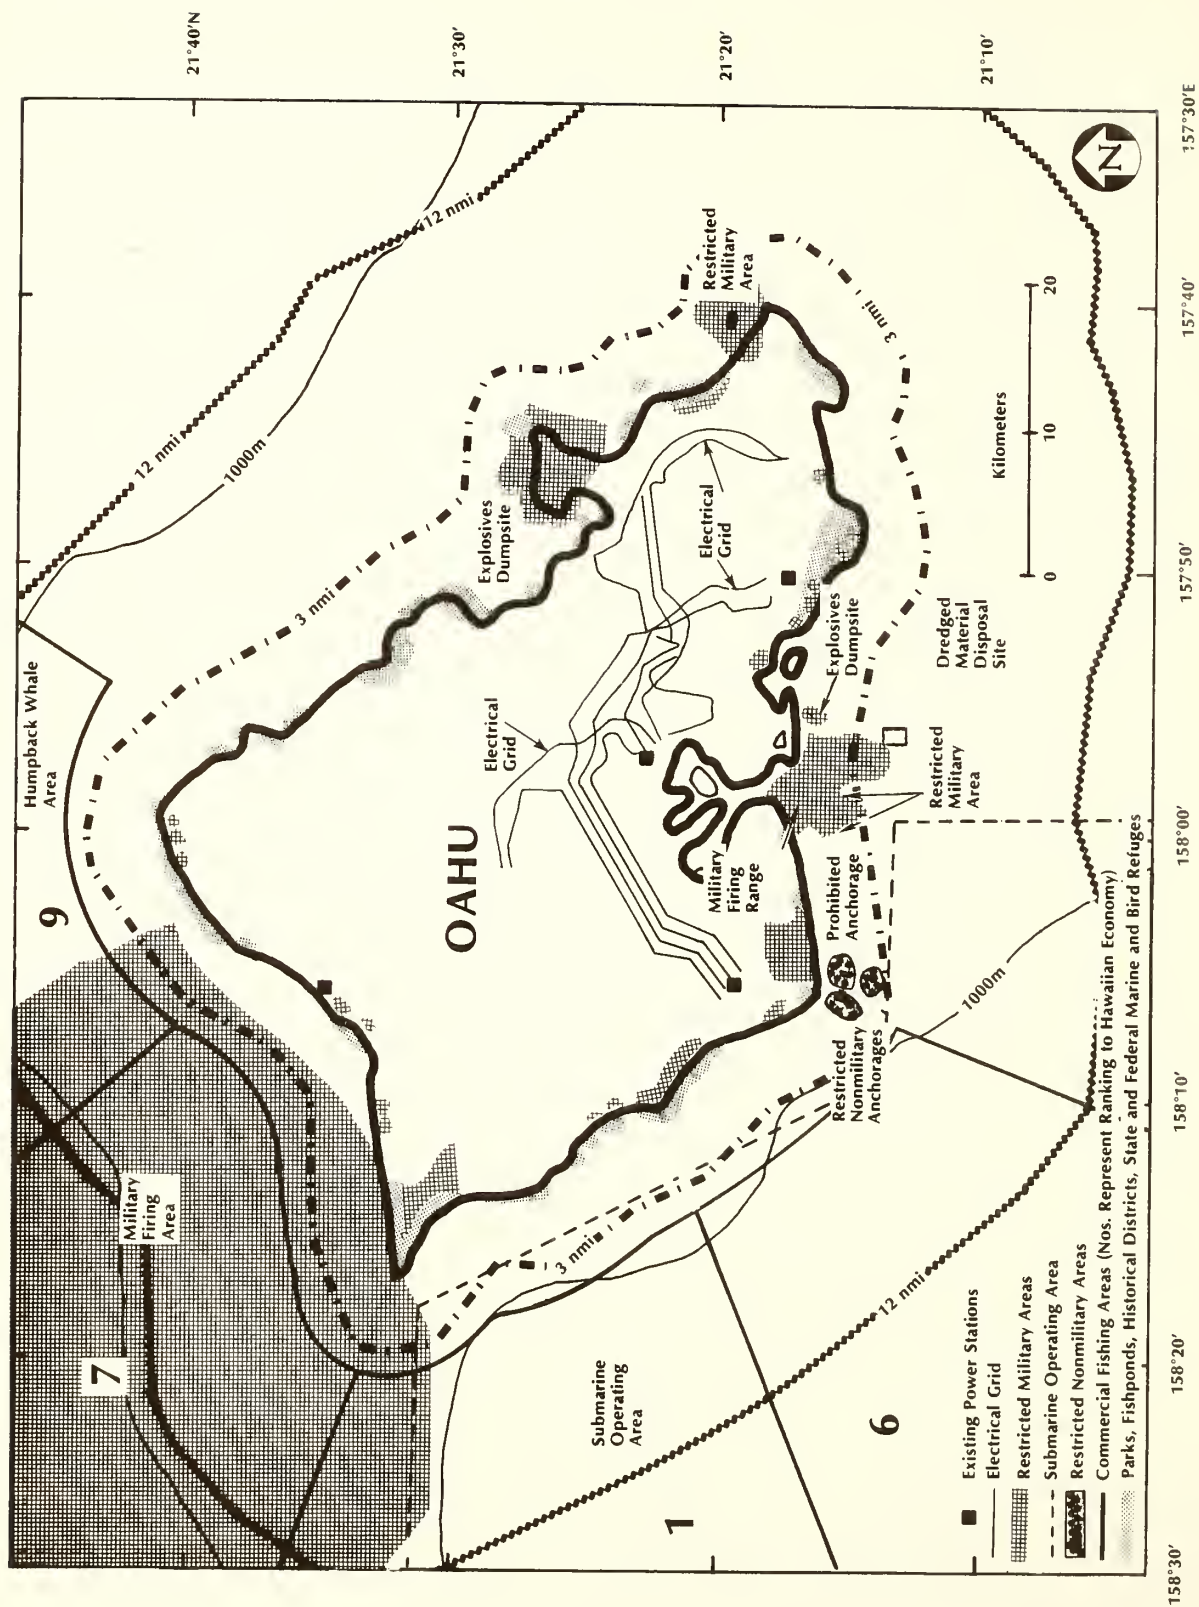 21°40′N
21°30′
21°20′
21°10′
157°30′E
157°40′
157°50′
158°00′
158°10′
158°20′
158°30′
N
Humpback Whale
Area
9
7
1
6
12 nmi
12 nmi
1000m
3 nmi
Explosives
Dumpsite
Restricted
Military
Area
Electrical
Grid
Electrical
Grid
OAHU
Military
Firing
Area
Military
Firing
Range
Explosives
Dumpsite
Dredged
Material
Disposal
Site
3 nmi
Kilometers
0
10
20
Restricted
Military
Area
Prohibited
Anchorage
Restricted
Nonmilitary
Anchorages
1000m
3 nmi
12 nmi
Submarine
Operating
Area
Existing Power Stations
Electrical Grid
Restricted Military Areas
Submarine Operating Area
Restricted Nonmilitary Areas
Commercial Fishing Areas (Nos. Represent Ranking to Hawaiian Economy)
Parks, Fishponds, Historical Districts, State and Federal Marine and Bird Refuges